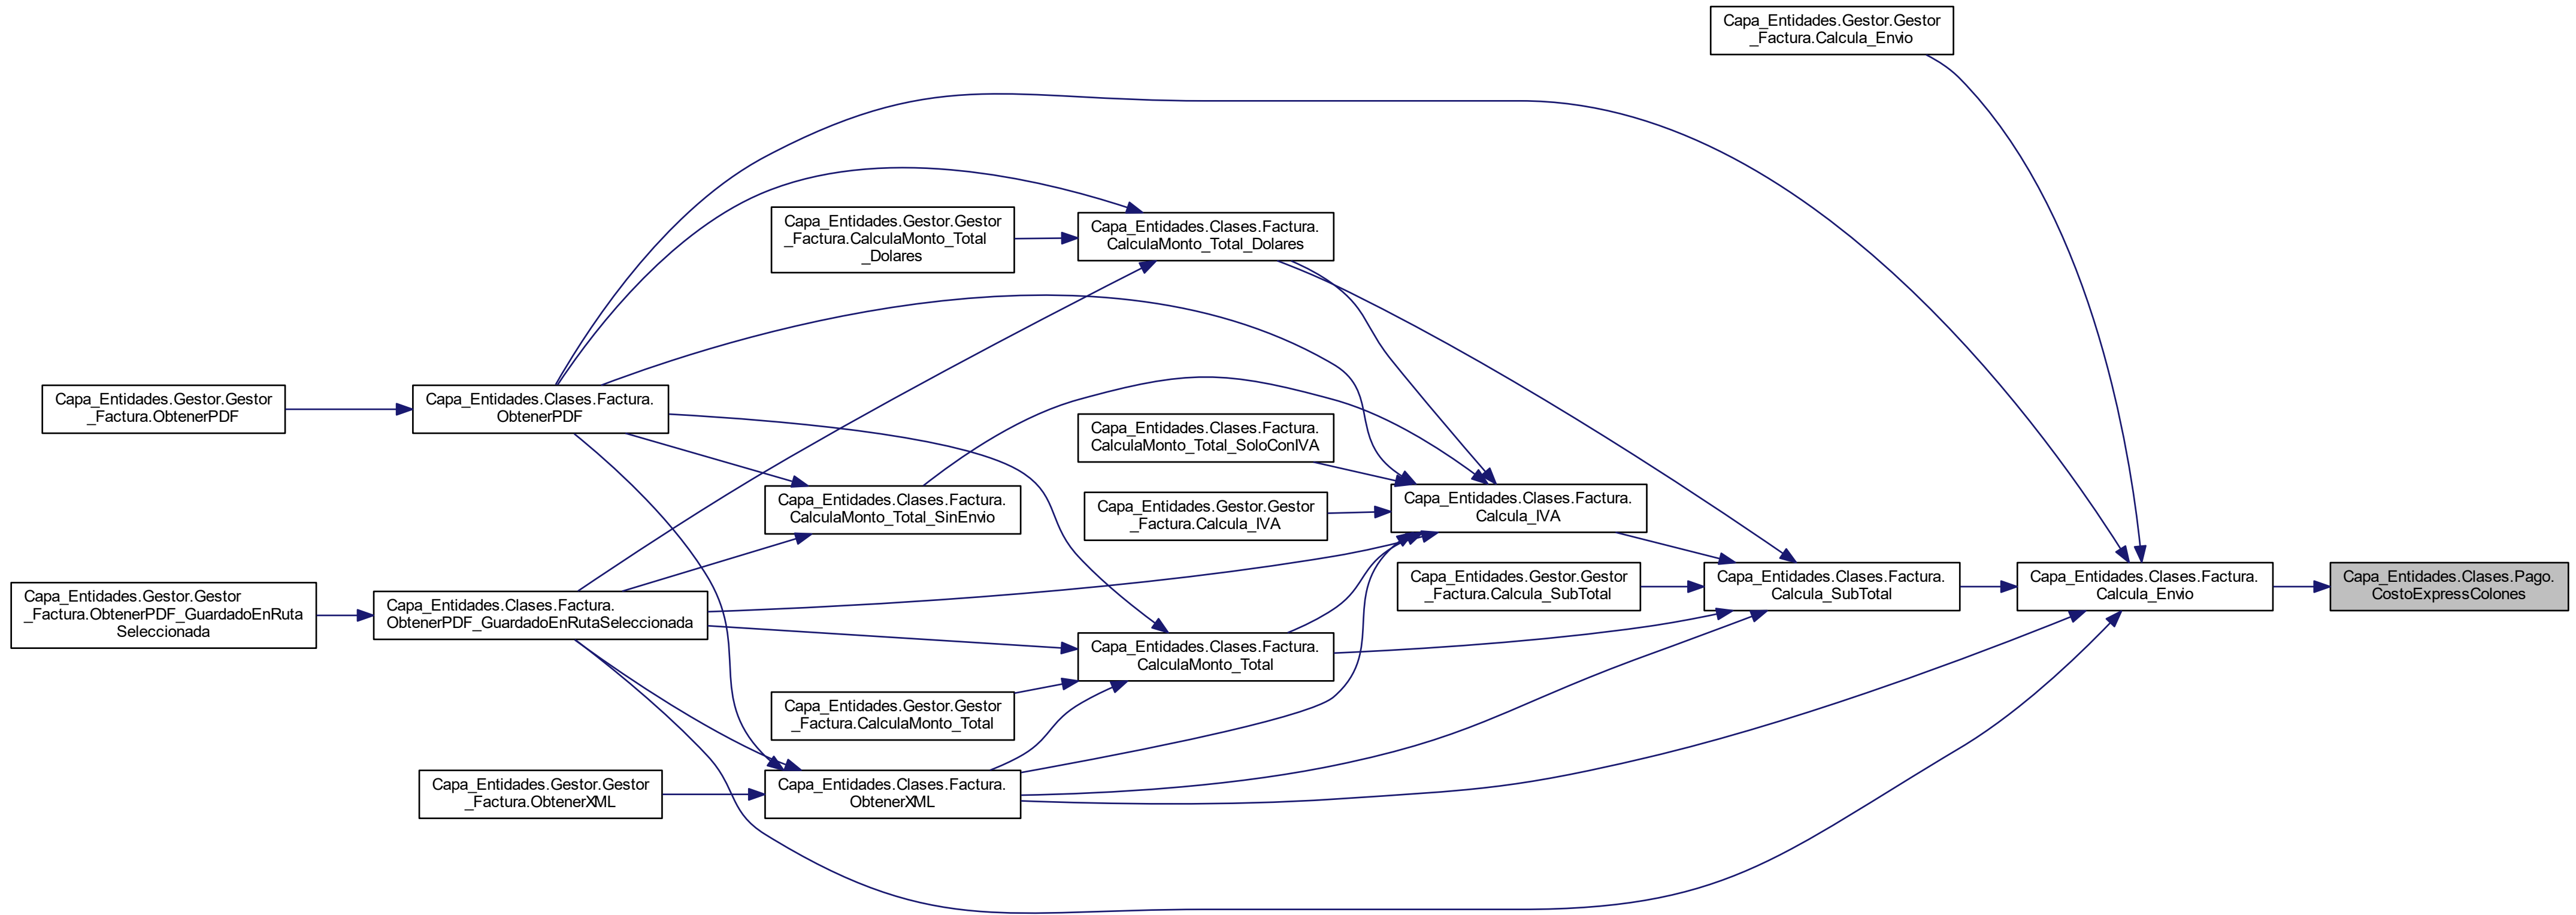 Capa_Entidades.Gestor.Gestor
_Factura.Calcula_Envio
Capa_Entidades.Gestor.Gestor
_Factura.CalculaMonto_Total
_Dolares
Capa_Entidades.Clases.Factura.
CalculaMonto_Total_Dolares
Capa_Entidades.Gestor.Gestor
_Factura.ObtenerPDF
Capa_Entidades.Clases.Factura.
ObtenerPDF
Capa_Entidades.Clases.Factura.
CalculaMonto_Total_SoloConIVA
Capa_Entidades.Clases.Factura.
CalculaMonto_Total_SinEnvio
Capa_Entidades.Gestor.Gestor
_Factura.Calcula_IVA
Capa_Entidades.Clases.Factura.
Calcula_IVA
Capa_Entidades.Gestor.Gestor
_Factura.Calcula_SubTotal
Capa_Entidades.Clases.Factura.
Calcula_SubTotal
Capa_Entidades.Clases.Factura.
Calcula_Envio
Capa_Entidades.Clases.Pago.
CostoExpressColones
Capa_Entidades.Gestor.Gestor
_Factura.ObtenerPDF_GuardadoEnRuta
Seleccionada
Capa_Entidades.Clases.Factura.
ObtenerPDF_GuardadoEnRutaSeleccionada
Capa_Entidades.Clases.Factura.
CalculaMonto_Total
Capa_Entidades.Gestor.Gestor
_Factura.CalculaMonto_Total
Capa_Entidades.Gestor.Gestor
_Factura.ObtenerXML
Capa_Entidades.Clases.Factura.
ObtenerXML